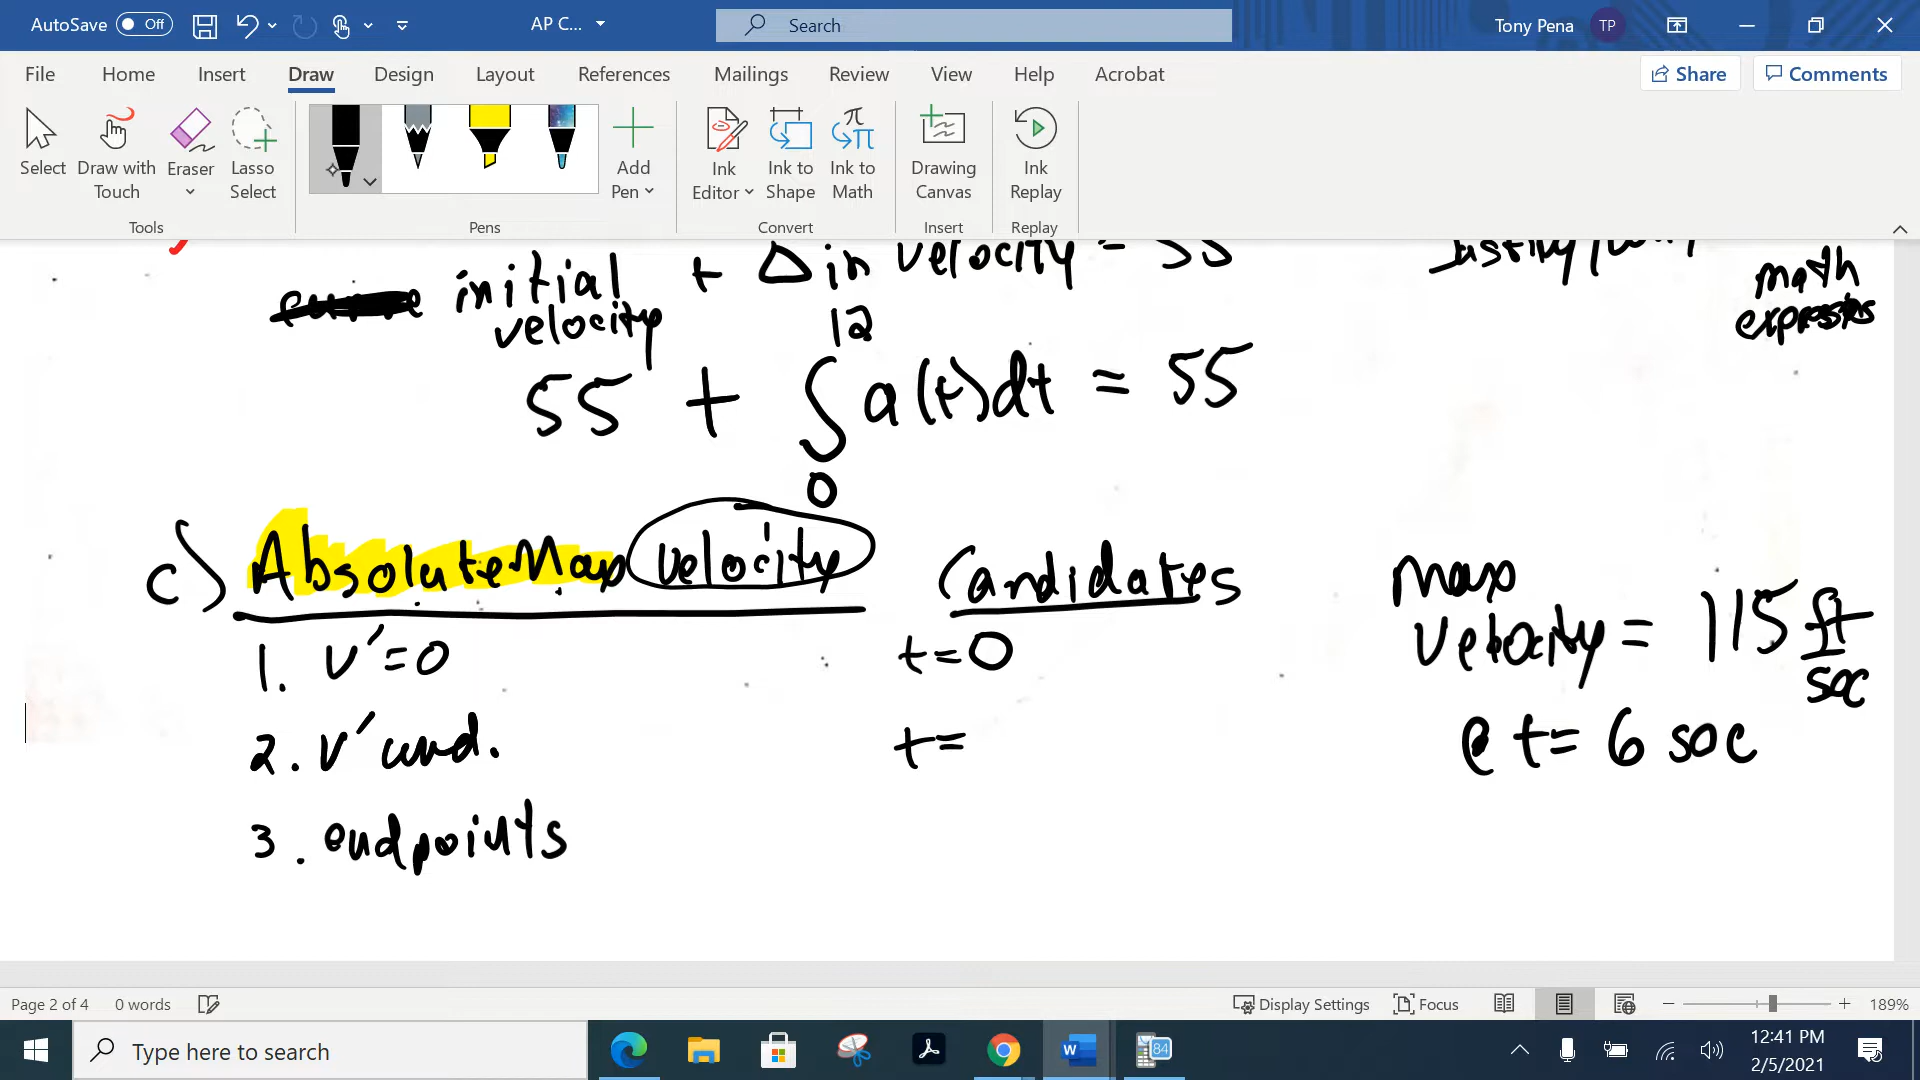 AutoSave Off AP C... Search Tony Pena TP
File Home Insert Draw Design Layout References Mailings Review View Help Acrobat Share Comments
Select Draw with Touch Eraser Lasso Select Add Pen Ink Editor Ink to Shape Ink to Math Drawing Canvas Ink Replay
Tools Pens Convert Insert Replay
initial velocity + Δ in velocity = 55
math
55 + ∫₀¹² a(t)dt = 55
c) Absolute Max velocity
1. v'=0
2. v' und.
3. endpoints
Candidates
t=0
t=
max
velocity = 115 ft/sec
@ t= 6 sec
Page 2 of 4 0 words Display Settings Focus 189%
Type here to search 84 12:41 PM
2/5/2021